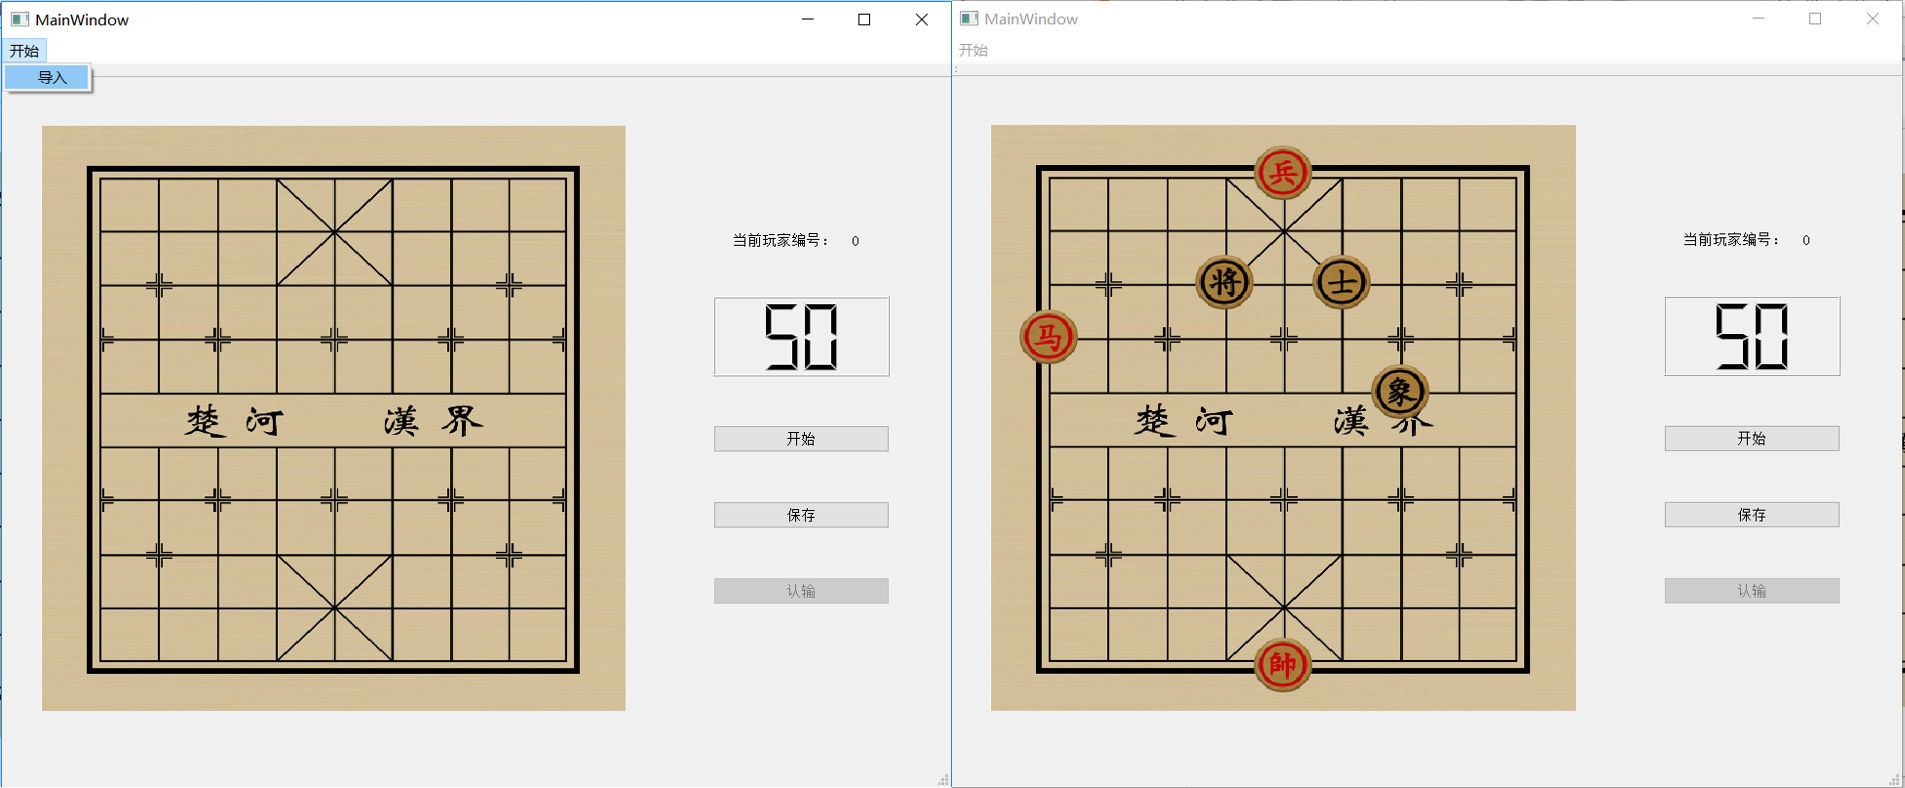 MainWindow
开始
导入
当前玩家编号： 0
50
开始
保存
认输
楚 河 漢 界
MainWindow
开始
兵
将 士
马
象
楚 河 漢 界
帥
当前玩家编号： 0
50
开始
保存
认输